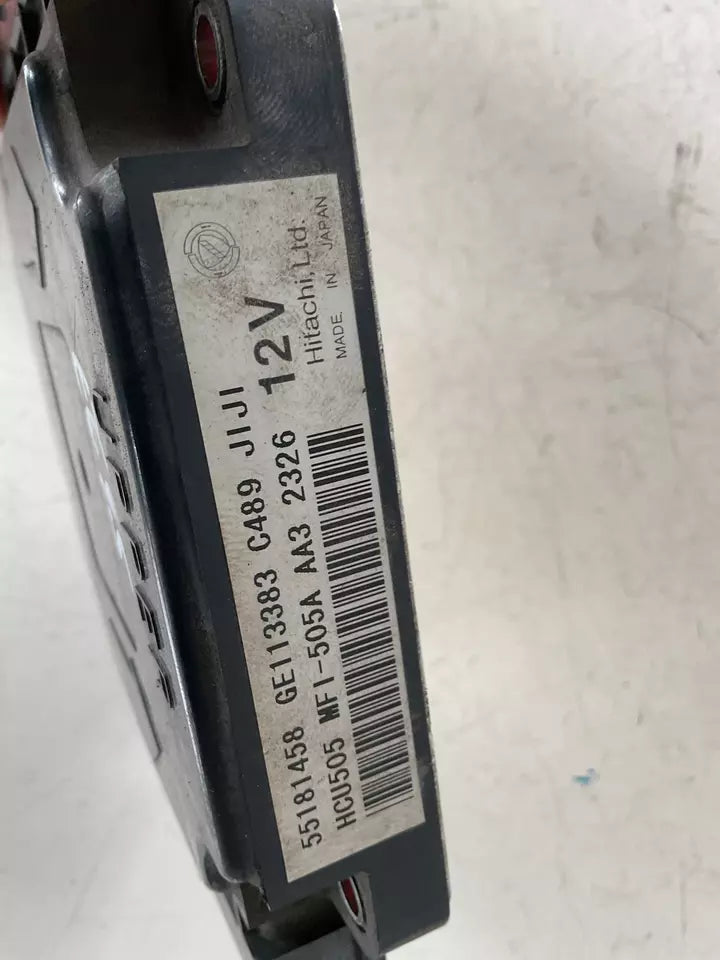 55181458 GE113383 C489 JIJI
HCU505 MFI-505A AA3 2326
12V
Hitachi, Ltd.
MADE IN JAPAN